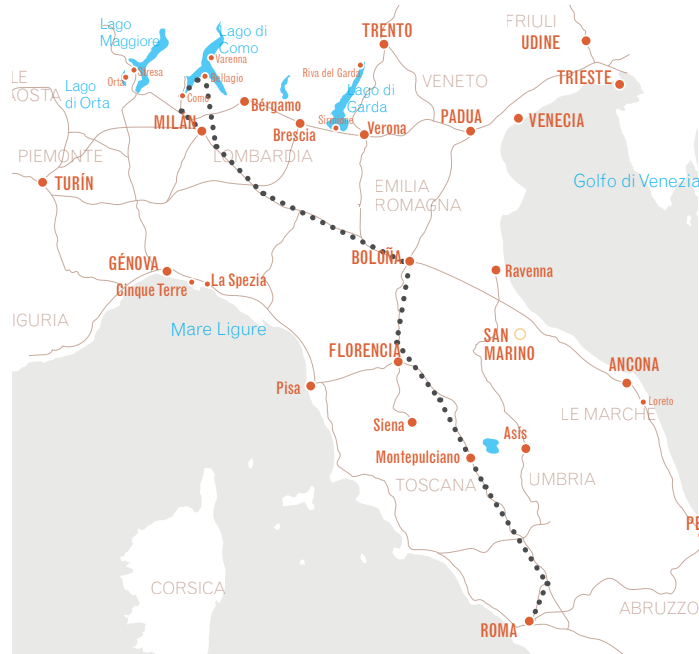 Lago
Maggiore
Lago di
Como
Varenna
Bellagio
Stresa
Orta
Lago
di Orta
Como
TRENTO
FRIULI
UDINE
TRIESTE
Riva del Garda
Lago di
Garda
VENETO
Bérgamo
Brescia
Sirmione
Verona
PADUA
VENECIA
MILÁN
PIEMONTE
LOMBARDIA
TURÍN
EMILIA
ROMAGNA
Golfo di Venezia
GÉNOVA
Cinque Terre
La Spezia
BOLOÑA
Ravenna
IGURIA
Mare Ligure
FLORENCIA
SAN
MARINO
ANCONA
Pisa
Loreto
LE MARCHE
Siena
Asís
Montepulciano
TOSCANA
UMBRIA
PE
CORSICA
ABRUZZO
ROMA